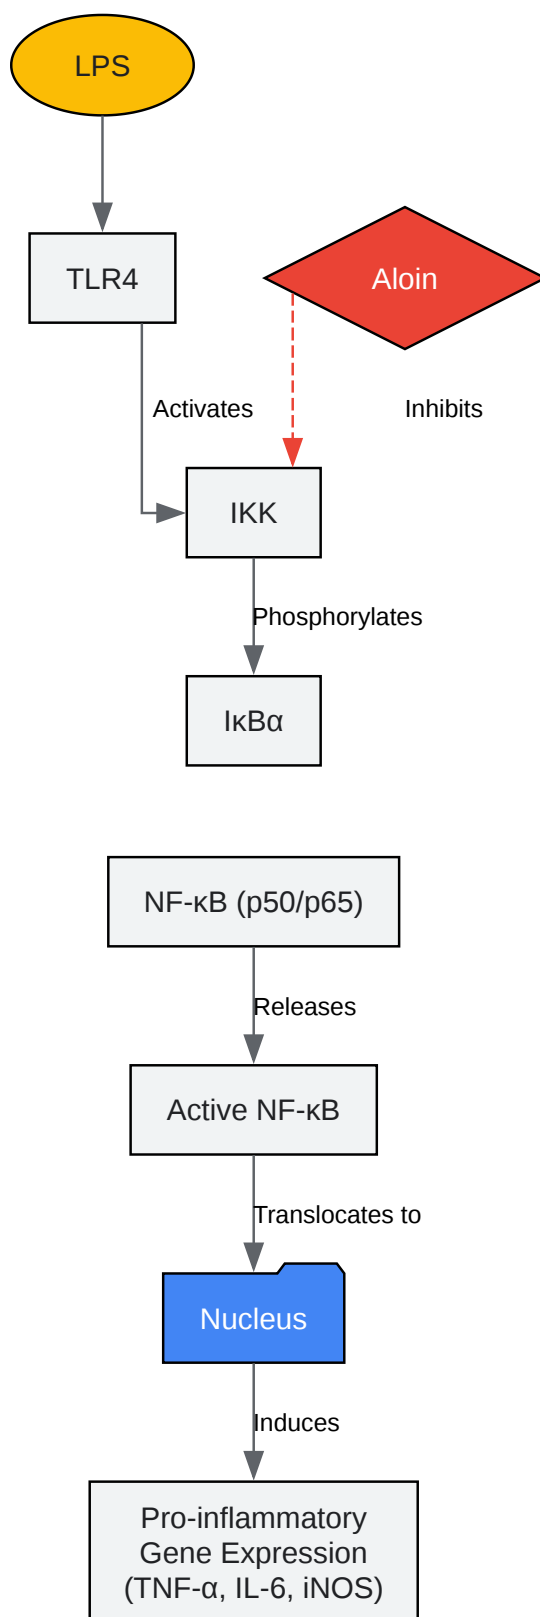 LPS
TLR4
Aloin
Activates
Inhibits
IKK
Phosphorylates
IκBα
NF-κB (p50/p65)
Releases
Active NF-κB
Translocates to
Nucleus
Induces
Pro-inflammatory
Gene Expression
(TNF-α, IL-6, iNOS)